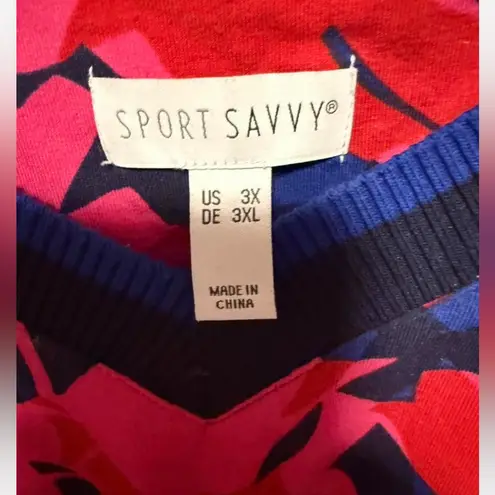 SPORT SAVVY®
US 3X
DE 3XL
MADE IN
CHINA